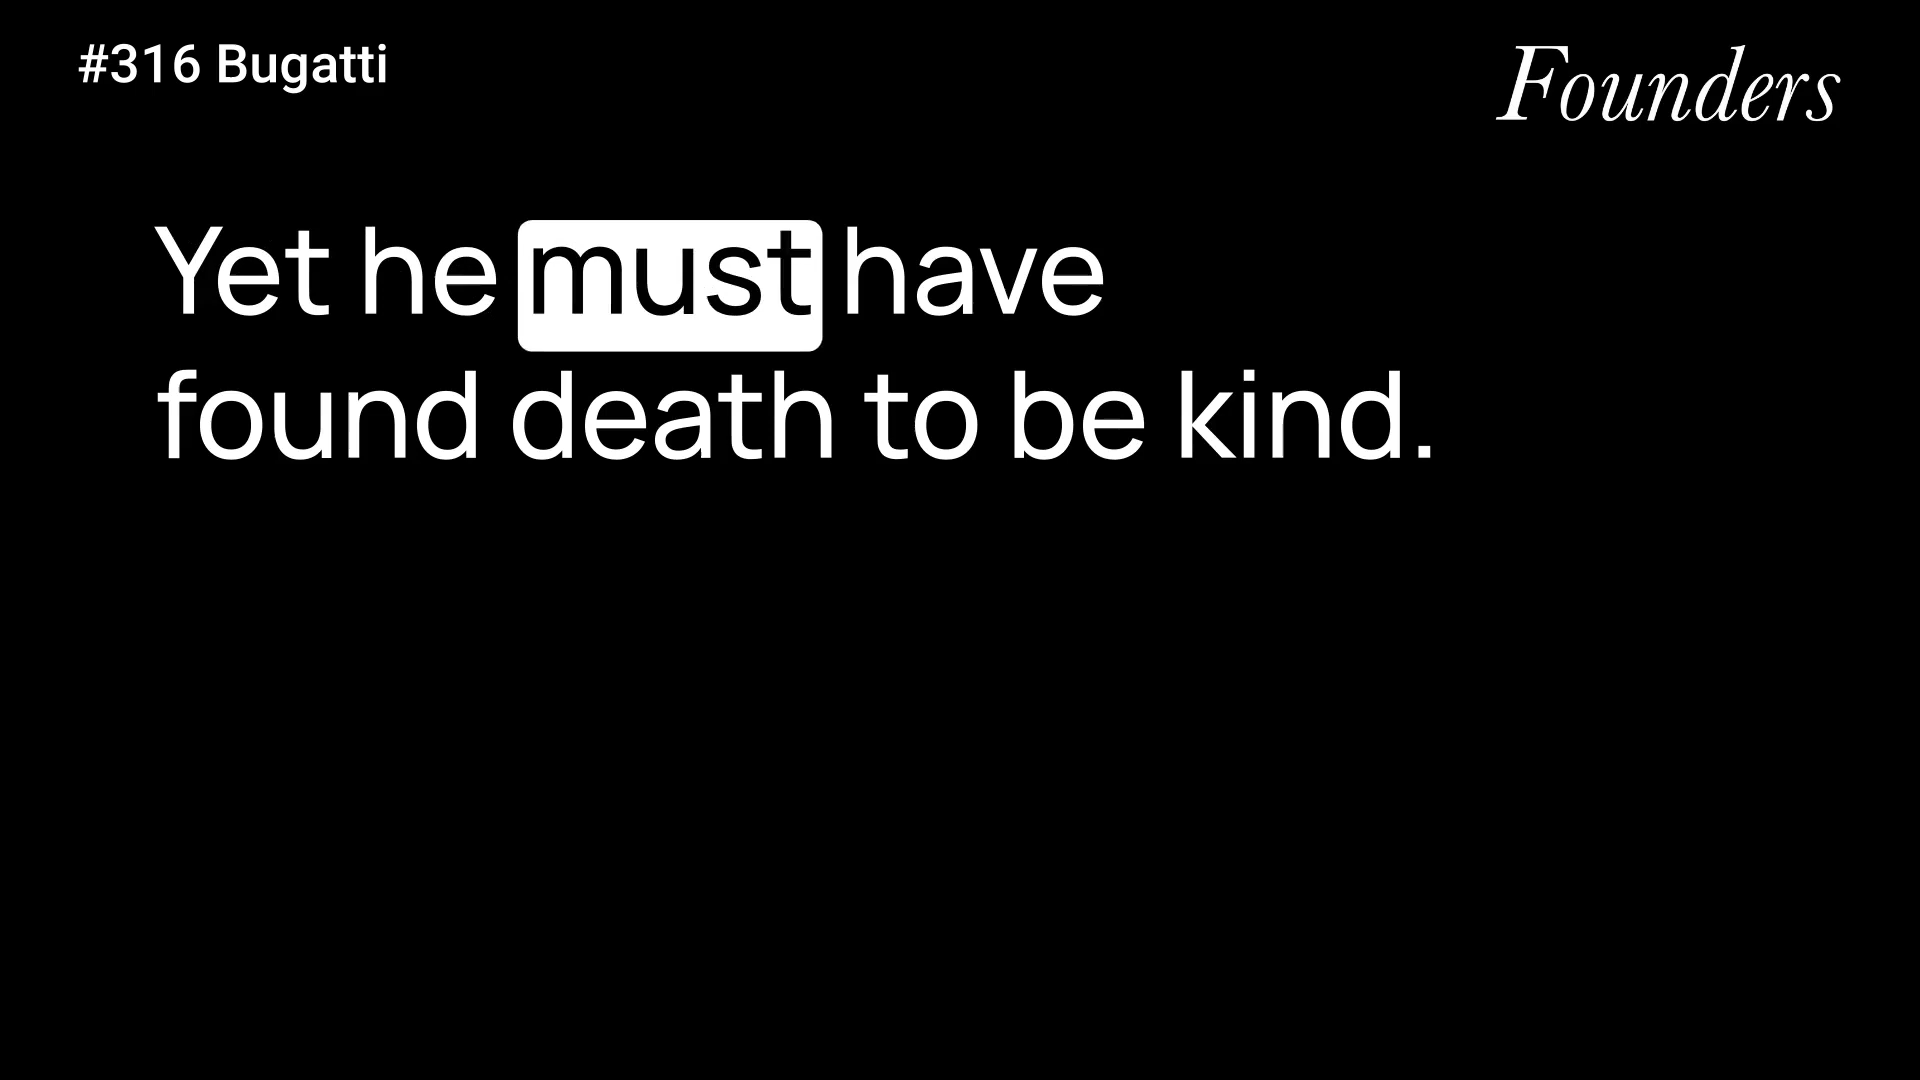 #316 Bugatti
Founders
Yet he must have
found death to be kind.